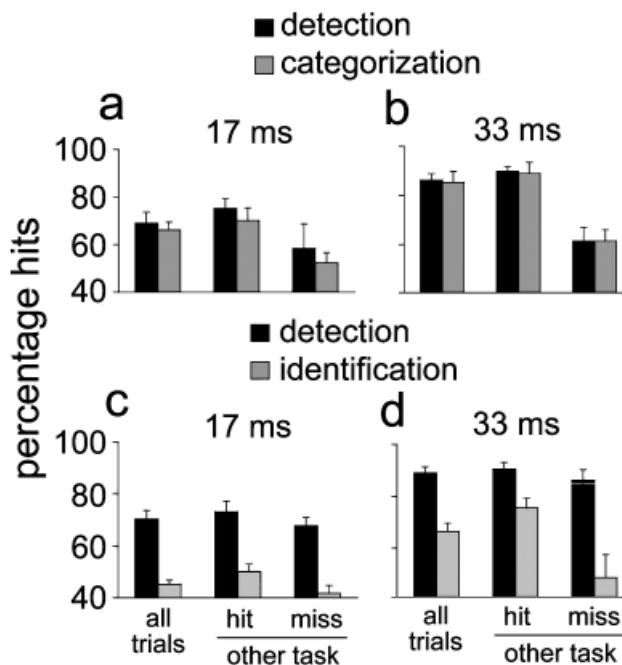 detection
categorization
a
17 ms
b
33 ms
percentage hits
100
80
60
40
detection
identification
c
17 ms
d
33 ms
100
80
60
40
all trials
hit
miss
other task
all trials
hit
miss
other task